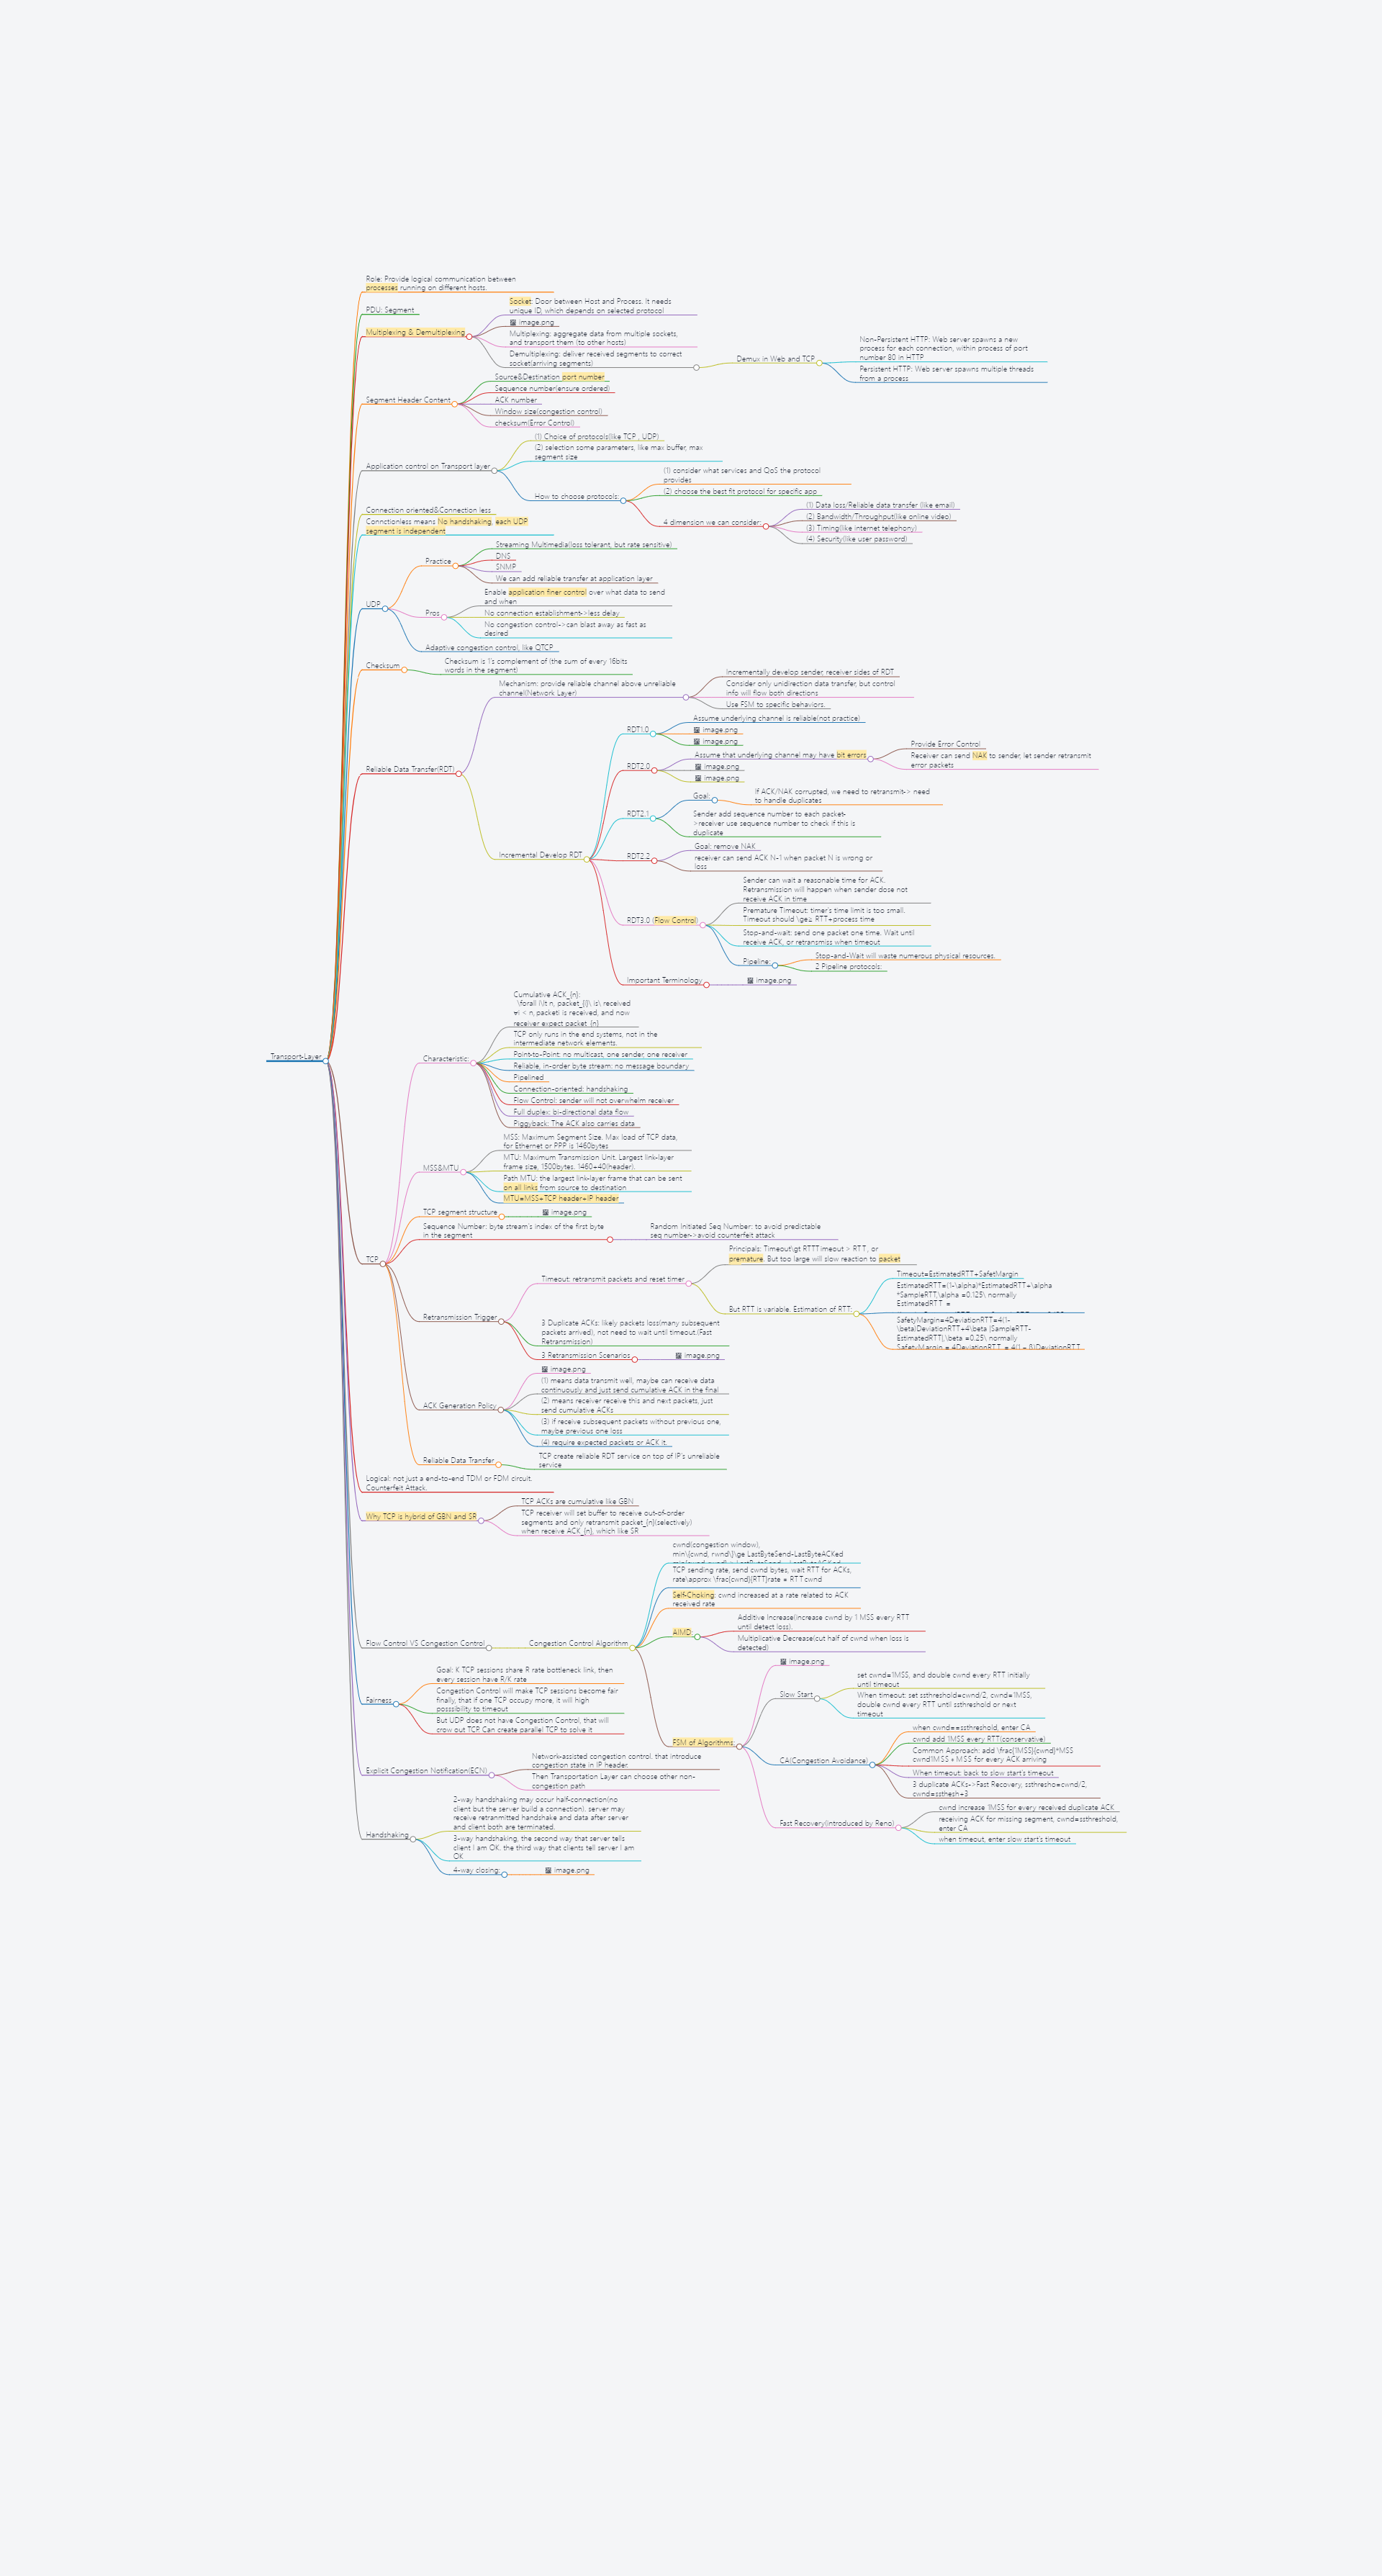 Transport-Layer
Role: Provide logical communication between
processes running on different hosts.
PDU: Segment
Multiplexing & Demultiplexing
Socket: Door between Host and Process. It needs
unique ID, which depends on selected protocol
image.png
Multiplexing: aggregate data from multiple sockets,
and transport them (to other hosts)
Demultiplexing: deliver received segments to correct
socket(arriving segments)
Demux in Web and TCP
Non-Persistent HTTP: Web server spawns a new
process for each connection, within process of port
number 80 in HTTP
Persistent HTTP: Web server spawns multiple threads
from a process
Segment Header Content
Source&Destination port number
Sequence number(ensure ordered)
ACK number
Window size(congestion control)
checksum(Error Control)
Application control on Transport layer
(1) Choice of protocols(like TCP , UDP)
(2) selection some parameters, like max buffer, max
segment size
How to choose protocols:
(1) consider what services and QoS the protocol
provides
(2) choose the best fit protocol for specific app
4 dimension we can consider:
(1) Data loss/Reliable data transfer (like email)
(2) Bandwidth/Throughput(like online video)
(3) Timing(like internet telephony)
(4) Security(like user password)
Connection oriented&Connection less
Connctionless means No handshaking, each UDP
segment is independent
UDP
Practice
Streaming Multimedia(loss tolerant, but rate sensitive)
DNS
SNMP
We can add reliable transfer at application layer
Pros
Enable application finer control over what data to send
and when
No connection establishment->less delay
No congestion control->can blast away as fast as
desired
Adaptive congestion control, like QTCP
Checksum
Checksum is 1's complement of (the sum of every 16bits
words in the segment)
Reliable Data Transfer(RDT)
Mechanism: provide reliable channel above unreliable
channel(Network Layer)
Incrementally develop sender, receiver sides of RDT
Consider only unidirection data transfer, but control
info will flow both directions
Use FSM to specific behaviors.
Incremental Develop RDT
RDT1.0
Assume underlying channel is reliable(not practice)
image.png
image.png
RDT2.0
Assume that underlying channel may have bit errors
Provide Error Control
Receiver can send NAK to sender, let sender retransmit
error packets
image.png
image.png
RDT2.1
Goal:
If ACK/NAK corrupted, we need to retransmit-> need
to handle duplicates
Sender add sequence number to each packet-
>receiver use sequence number to check if this is
duplicate
RDT2.2
Goal: remove NAK
receiver can send ACK N-1 when packet N is wrong or
loss
RDT3.0 (Flow Control)
Sender can wait a reasonable time for ACK.
Retransmission will happen when sender dose not
receive ACK in time
Premature Timeout: timer's time limit is too small.
Timeout should \ge≥ RTT+process time
Stop-and-wait: send one packet one time. Wait until
receive ACK, or retransmiss when timeout
Pipeline:
Stop-and-Wait will waste numerous physical resources.
2 Pipeline protocols:
Important Terminology
image.png
TCP
Characteristic:
Cumulative ACK_{n}:
\forall i\lt n, packet_{i}\ is\ received
∀i < n, packeti is received, and now
receiver expect packet_{n}
TCP only runs in the end systems, not in the
intermediate network elements.
Point-to-Point: no multicast, one sender, one receiver
Reliable, in-order byte stream: no message boundary
Pipelined
Connection-oriented: handshaking
Flow Control: sender will not overwhelm receiver
Full duplex: bi-directional data flow
Piggyback: The ACK also carries data
MSS&MTU
MSS: Maximum Segment Size. Max load of TCP data,
for Ethernet or PPP is 1460bytes
MTU: Maximum Transmission Unit. Largest link-layer
frame size, 1500bytes. 1460+40(header).
Path MTU: the largest link-layer frame that can be sent
on all links from source to destination
MTU=MSS+TCP header+IP header
TCP segment structure
image.png
Sequence Number: byte stream's index of the first byte
in the segment
Random Initiated Seq Number: to avoid predictable
seq number->avoid counterfeit attack
Retransmission Trigger
Timeout: retransmit packets and reset timer
Principals: Timeout\gt RTTTimeout > RTT , or
premature. But too large will slow reaction to packet
But RTT is variable. Estimation of RTT:
Timeout=EstimatedRTT+SafetMargin
EstimatedRTT=(1-\alpha)*EstimatedRTT+\alpha
*SampleRTT,\alpha =0.125\ normally
EstimatedRTT =
SafetyMargin=4DeviationRTT=4(1-
\beta)DeviationRTT+4\beta |SampleRTT-
EstimatedRTT|,\beta =0.25\ normally
SafetyMargin = 4DeviationRTT = 4(1 - β)DeviationRTT
3 Duplicate ACKs: likely packets loss(many subsequent
packets arrived), not need to wait until timeout.(Fast
Retransmission)
3 Retransmission Scenarios
image.png
ACK Generation Policy
image.png
(1) means data transmit well, maybe can receive data
continuously and just send cumulative ACK in the final
(2) means receiver receive this and next packets, just
send cumulative ACKs
(3) if receive subsequent packets without previous one,
maybe previous one loss
(4) require expected packets or ACK it.
Reliable Data Transfer
TCP create reliable RDT service on top of IP's unreliable
service
Logical: not just a end-to-end TDM or FDM circuit.
Counterfeit Attack.
Why TCP is hybrid of GBN and SR
TCP ACKs are cumulative like GBN
TCP receiver will set buffer to receive out-of-order
segments and only retransmit packet_{n}(selectively)
when receive ACK_{n}, which like SR
Flow Control VS Congestion Control
Congestion Control Algorithm
cwnd(congestion window),
min\{cwnd, rwnd\}\ge LastByteSend-LastByteACKed
TCP sending rate, send cwnd bytes, wait RTT for ACKs,
rate\approx \frac{cwnd}{RTT}rate ≈ RTTcwnd
Self-Choking: cwnd increased at a rate related to ACK
received rate
AIMD:
Additive Increase(increase cwnd by 1 MSS every RTT
until detect loss).
Multiplicative Decrease(cut half of cwnd when loss is
detected)
FSM of Algorithms:
image.png
Slow Start
set cwnd=1MSS, and double cwnd every RTT initially
until timeout
When timeout: set ssthreshold=cwnd/2, cwnd=1MSS,
double cwnd every RTT until ssthreshold or next
timeout
CA(Congestion Avoidance)
when cwnd==ssthreshold, enter CA
cwnd add 1MSS every RTT(conservative)
Common Approach: add \frac{1MSS}{cwnd}*MSS
cwnd1MSS ∗ MSS for every ACK arriving
When timeout: back to slow start's timeout
3 duplicate ACKs->Fast Recovery, ssthresho=cwnd/2,
cwnd=ssthesh+3
Fast Recovery(introduced by Reno)
cwnd increase 1MSS for every received duplicate ACK
receiving ACK for missing segment, cwnd=ssthreshold,
enter CA
when timeout, enter slow start's timeout
Fairness
Goal: K TCP sessions share R rate bottleneck link, then
every session have R/K rate
Congestion Control will make TCP sessions become fair
finally, that if one TCP occupy more, it will high
posssibility to timeout
But UDP does not have Congestion Control, that will
crow out TCP. Can create parallel TCP to solve it
Explicit Congestion Notification(ECN)
Network-assisted congestion control, that introduce
congestion state in IP header.
Then Transportation Layer can choose other non-
congestion path
Handshaking
2-way handshaking may occur half-connection(no
client but the server build a connection). server may
receive retranmitted handshake and data after server
and client both are terminated.
3-way handshaking, the second way that server tells
client I am OK. the third way that clients tell server I am
OK
4-way closing:
image.png